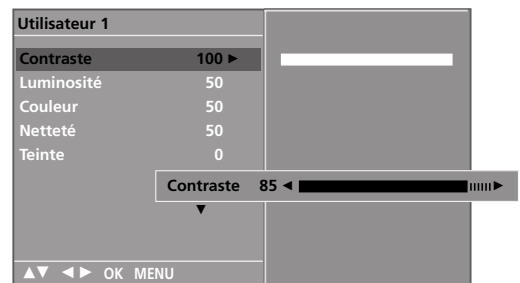 Utilisateur 1
Contraste 100 ►
Luminosité 50
Couleur 50
Netteté 50
Teinte 0
Contraste 85 ◄ ►
▼
▲▼ ◄► OK MENU